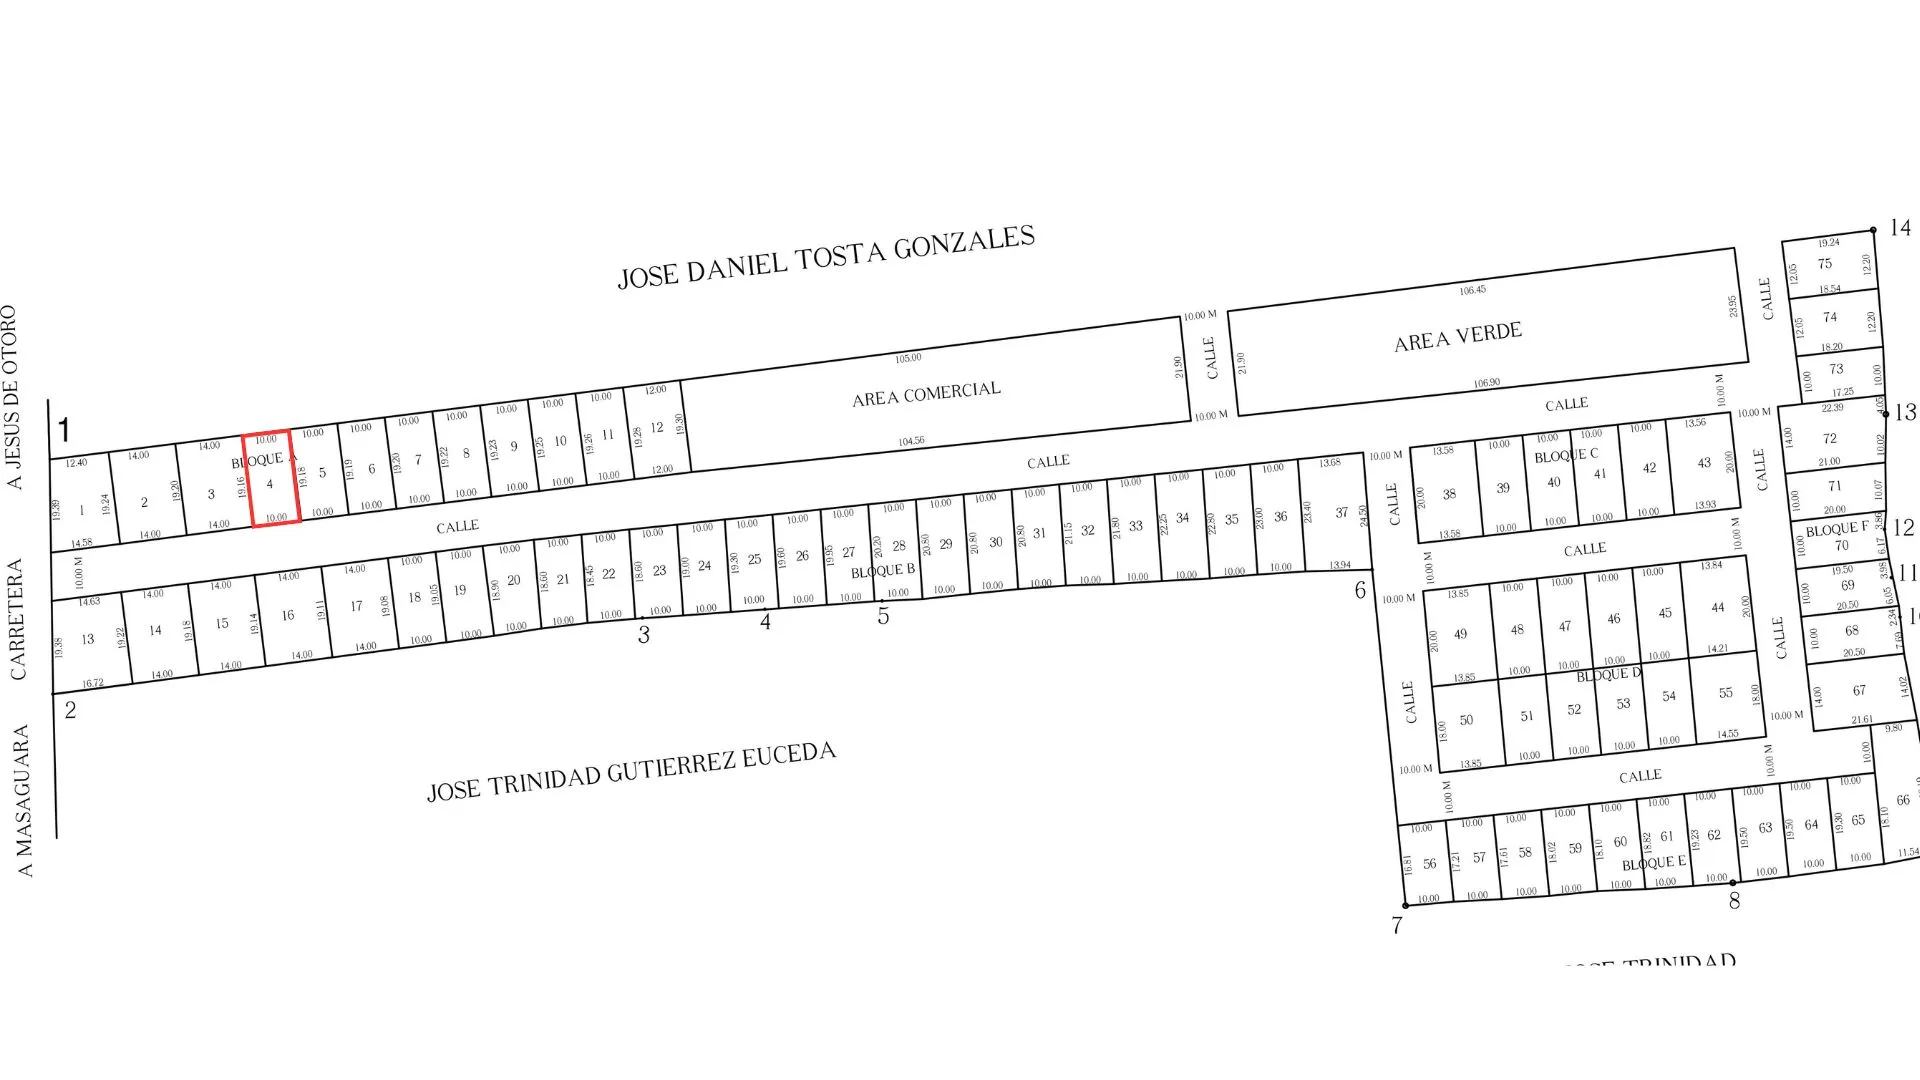 JOSE DANIEL TOSTA GONZALES
A JESUS DE OTORO
CARRETERA
A MASAGUARA
1
2
3
4
5
6
7
8
10.00 M
CALLE
14
13
12
11
BLOQUE A
12.40 14.00 14.00 10.00 10.00 10.00 10.00 10.00 10.00 10.00 10.00 12.00
19.39 1 19.24 2 19.20 3 19.16 4 19.18 5 19.19 6 19.20 7 19.22 8 19.23 9 19.25 10 19.26 11 19.28 12 19.30
14.58 14.00 14.00 10.00 10.00 10.00 10.00 10.00 10.00 10.00 10.00 12.00
105.00
AREA COMERCIAL
21.90
104.56
10.00 M
CALLE
10.00 M
106.45
21.90
AREA VERDE
23.95
106.90
CALLE
CALLE
CALLE
10.00 M
14.63 14.00 14.00 14.00 14.00 10.00 10.00 10.00 10.00 10.00 10.00 10.00 10.00 10.00 10.00 10.00 10.00 10.00 10.00 10.00 10.00 10.00 10.00 10.00 13.68
19.38 13 19.22 14 19.18 15 19.14 16 19.11 17 19.08 18 19.05 19 18.90 20 18.60 21 18.45 22 18.60 23 19.00 24 19.30 25 19.60 26 19.95 27 20.20 28 20.80 29 20.80 30 20.80 31 21.15 32 21.80 33 22.25 34 22.80 35 23.00 36 23.40 37 24.50
BLOQUE B
16.72 14.00 14.00 14.00 14.00 10.00 10.00 10.00 10.00 10.00 10.00 10.00 10.00 10.00 10.00 10.00 10.00 10.00 10.00 10.00 10.00 10.00 10.00 10.00 13.94
10.00 M
CALLE
10.00 M
10.00 M
13.58 10.00 10.00 10.00 10.00 13.56
BLOQUE C
20.00 38 39 40 41 42 43 20.00
13.58 10.00 10.00 10.00 10.00 13.93
10.00 M
CALLE
10.00 M
10.00 M
CALLE
13.85 10.00 10.00 10.00 10.00 13.84
20.00 49 48 47 46 45 44 20.00
13.85 10.00 10.00 10.00 10.00 14.21
BLOQUE D
18.00 50 51 52 53 54 55 18.00
13.85 10.00 10.00 10.00 10.00 14.55
CALLE
CALLE
10.00 M
10.00 M
10.00 M
10.00 M
CALLE
10.00 10.00 10.00 10.00 10.00 10.00 10.00 10.00 10.00 10.00
16.81 56 17.21 57 17.61 58 18.02 59 18.10 60 18.82 61 19.23 62 19.50 63 19.50 64 19.30 65 18.10 66
BLOQUE E
10.00 10.00 10.00 10.00 10.00 10.00 10.00 10.00 10.00 10.00 11.54
19.24
12.05 75 12.20
18.54
12.05 74 12.20
18.20
10.00 73 10.00
17.25
22.39 4.05
14.00 72 10.02
21.00
10.00 71 10.07
20.00 3.86
BLOQUE F
10.00 70 6.17
19.50 3.98
10.00 69 6.05
20.50
10.00 68 7.69
20.50
14.00 67 14.02
21.61
9.80
10.00
JOSE TRINIDAD GUTIERREZ EUCEDA